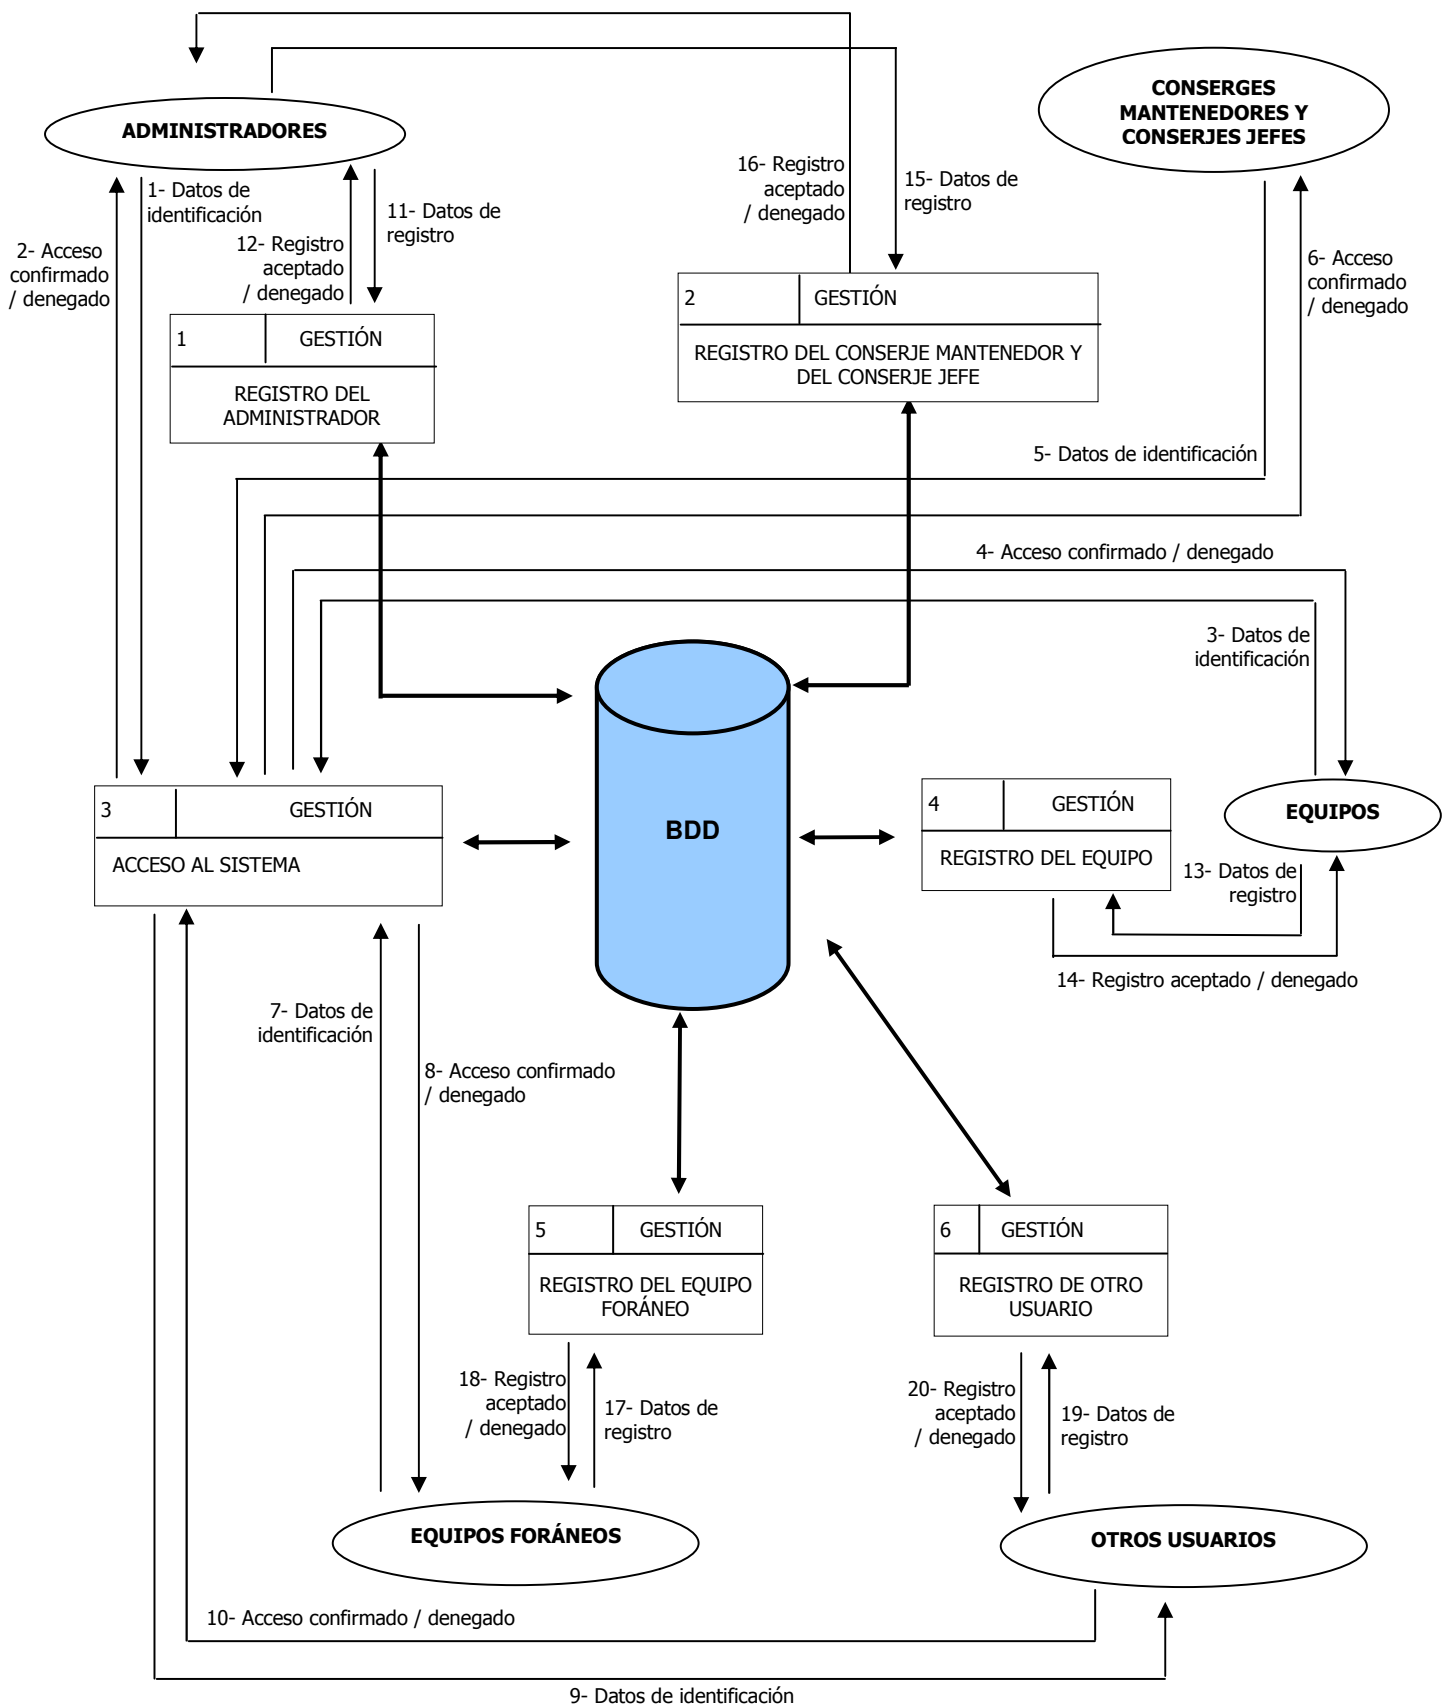 CONSERGES
MANTENEDORES Y
CONSERJES JEFES
ADMINISTRADORES
16- Registro
aceptado
/ denegado
15- Datos de
registro
1- Datos de
identificación
11- Datos de
registro
2- Acceso
confirmado
/ denegado
12- Registro
aceptado
/ denegado
6- Acceso
confirmado
/ denegado
2
GESTIÓN
REGISTRO DEL CONSERJE MANTENEDOR Y
DEL CONSERJE JEFE
1
GESTIÓN
REGISTRO DEL
ADMINISTRADOR
5- Datos de identificación
4- Acceso confirmado / denegado
3- Datos de
identificación
3
GESTIÓN
ACCESO AL SISTEMA
BDD
4
GESTIÓN
REGISTRO DEL EQUIPO
EQUIPOS
13- Datos de
registro
14- Registro aceptado / denegado
7- Datos de
identificación
8- Acceso confirmado
/ denegado
5
GESTIÓN
REGISTRO DEL EQUIPO
FORÁNEO
6
GESTIÓN
REGISTRO DE OTRO
USUARIO
18- Registro
aceptado
/ denegado
17- Datos de
registro
20- Registro
aceptado
/ denegado
19- Datos de
registro
EQUIPOS FORÁNEOS
OTROS USUARIOS
10- Acceso confirmado / denegado
9- Datos de identificación